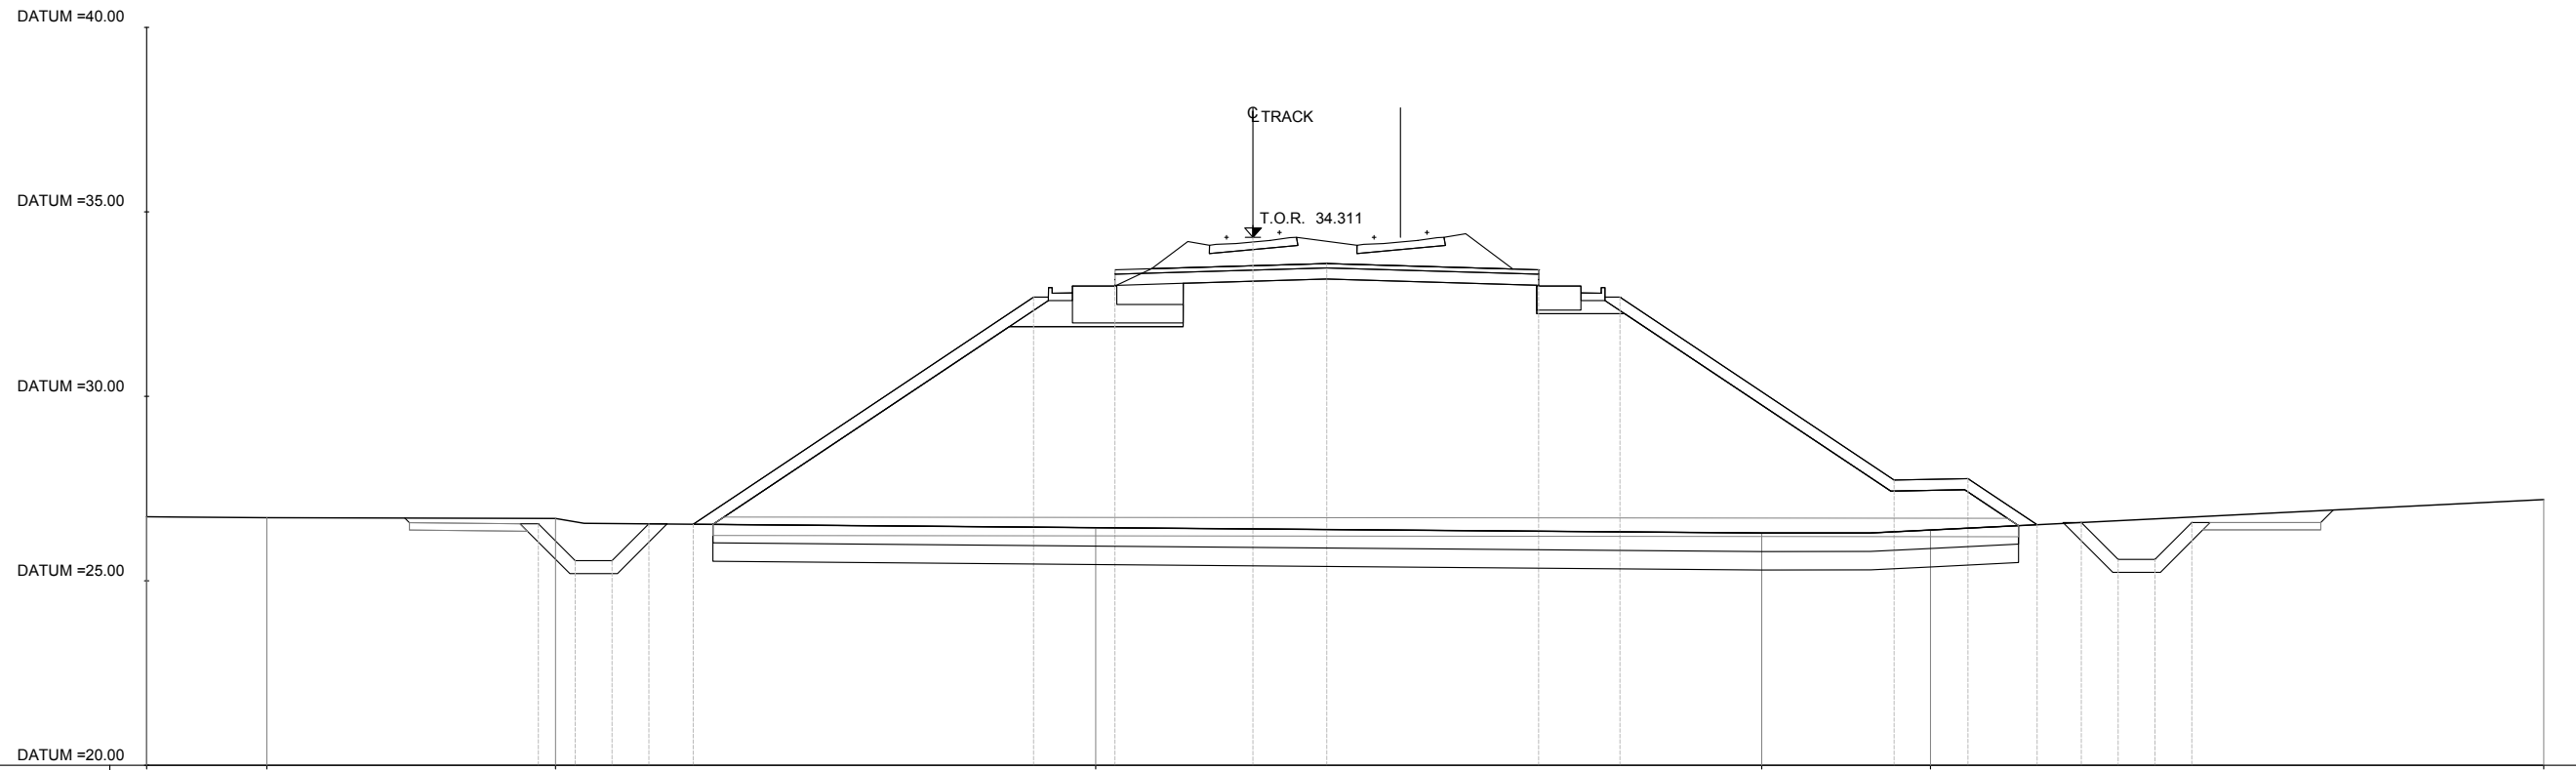 DATUM =40.00
℄ TRACK
DATUM =35.00
T.O.R. 34.311
DATUM =30.00
DATUM =25.00
DATUM =20.00